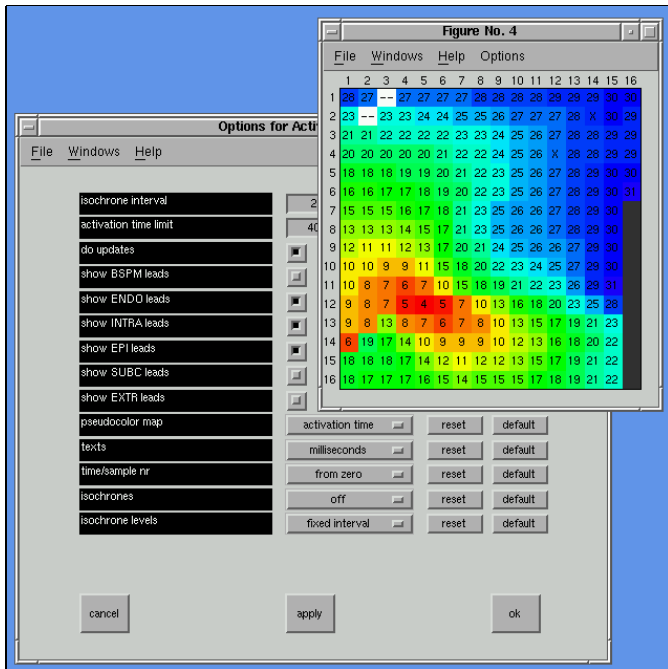 Figure No. 4
File Windows Help Options
1 2 3 4 5 6 7 8 9 10 11 12 13 14 15 16
1 28 27 -- 27 27 27 27 28 28 28 28 29 29 29 30 30
2 23 -- 23 23 24 24 25 25 26 27 27 27 28 X 30 29
3 21 21 22 22 22 22 23 23 24 25 26 27 28 28 29 29
4 20 20 20 20 21 22 22 24 25 26 X 28 28 29 29
5 18 18 18 19 19 20 21 22 23 25 26 27 28 28 30 30
6 16 16 17 17 18 19 20 22 23 25 26 27 28 28 30 31
7 15 15 15 16 17 18 21 23 25 26 26 27 28 28 30
8 13 13 13 14 15 17 21 23 25 26 27 28 28 29 30
9 12 11 11 12 13 17 20 21 24 25 26 26 28 29 30
10 10 10 9 9 11 15 18 20 22 23 24 25 27 28 30
11 10 8 7 6 7 10 15 18 19 21 23 24 26 29 31
12 9 8 7 5 4 5 7 10 13 16 18 20 23 25 28
13 9 8 13 8 7 6 7 8 10 13 15 17 19 21 23
14 6 19 17 14 10 9 9 9 10 12 14 16 18 20 22
15 18 18 18 17 14 12 11 12 12 13 15 17 18 20 22
16 18 17 17 17 16 15 14 15 15 15 17 18 19 21 22
Options for Acti
File Windows Help
isochrone interval 2
activation time limit 40
do updates
show BSPM leads
show ENDO leads
show INTRA leads
show EPI leads
show SUBC leads
show EXTR leads
pseudocolor map activation time reset default
texts milliseconds reset default
time/sample nr from zero reset default
isochrones off reset default
isochrone levels fixed interval reset default
cancel apply ok